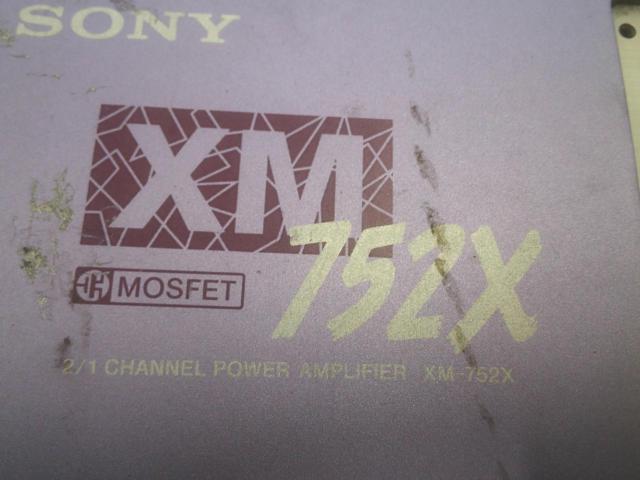 SONY
XM
752X
MOSFET
2/1 CHANNEL POWER AMPLIFIER XM-752X